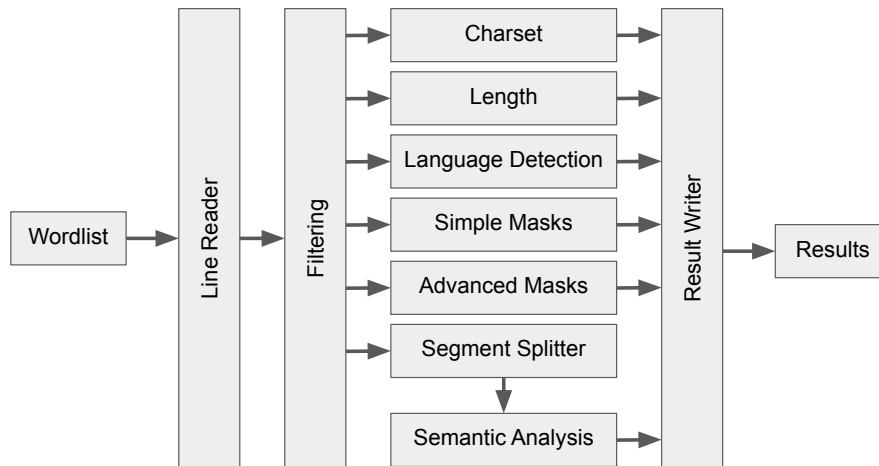 Wordlist
Line Reader
Filtering
Charset
Length
Language Detection
Simple Masks
Advanced Masks
Segment Splitter
Semantic Analysis
Result Writer
Results